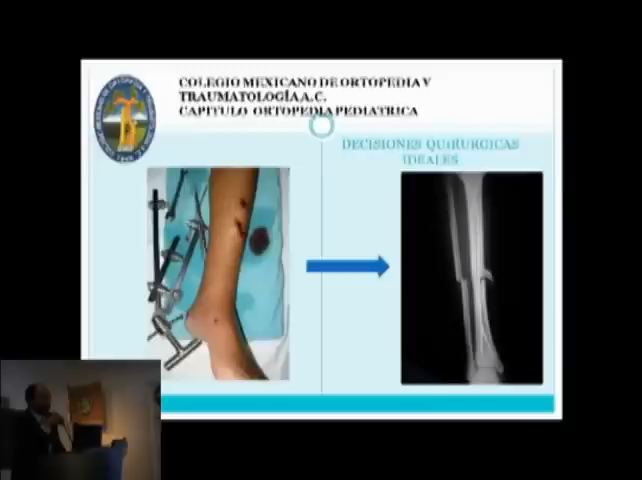 COLEGIO MEXICANO DE ORTOPEDIA Y
TRAUMATOLOGÍA A.C.
CAPITULO ORTOPEDIA PEDIATRICA
DECISIONES QUIRURGICAS
IDEALES